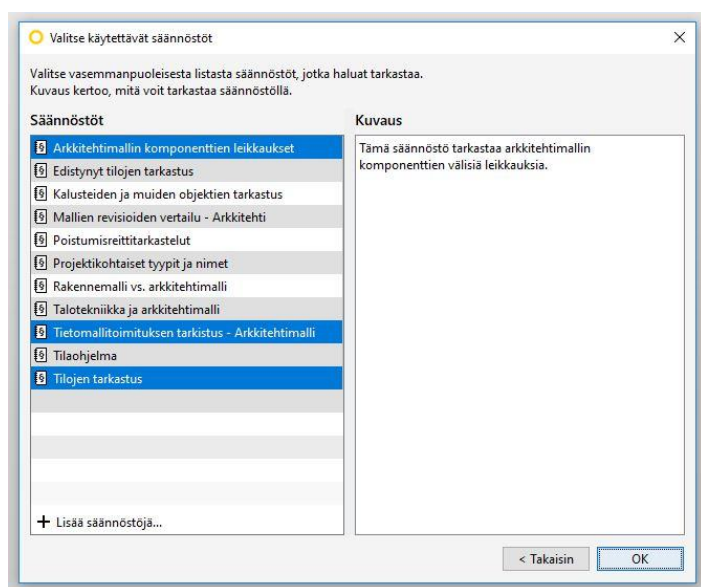 Valitse käytettävät säännöstöt
Valitse vasemmanpuoleisesta listasta säännöstöt, jotka haluat tarkastaa.
Kuvaus kertoo, mitä voit tarkastaa säännöstöllä.
Säännöstöt
Arkkitehtimallin komponenttien leikkaukset
Edistynyt tilojen tarkastus
Kalusteiden ja muiden objektien tarkastus
Mallien revisioiden vertailu - Arkkitehti
Poistumisreittitarkastelut
Projektikohtaiset tyypit ja nimet
Rakennemalli vs. arkkitehtimalli
Talotekniikka ja arkkitehtimalli
Tietomallitoimituksen tarkistus - Arkkitehtimalli
Tilaohjelma
Tilojen tarkastus
+ Lisää säännöstöjä...
Kuvaus
Tämä säännöstö tarkastaa arkkitehtimallin
komponenttien välisiä leikkauksia.
< Takaisin
OK